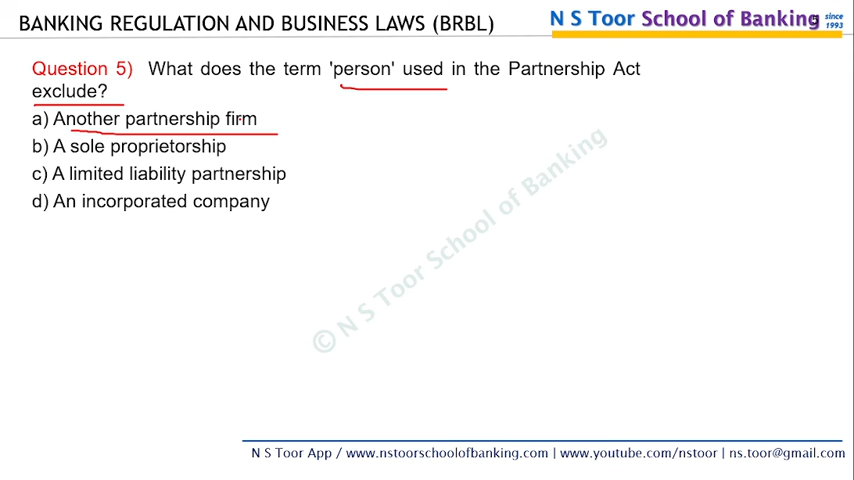 BANKING REGULATION AND BUSINESS LAWS (BRBL)
N S Toor School of Banking since 1993
Question 5) What does the term 'person' used in the Partnership Act
exclude?
a) Another partnership firm
b) A sole proprietorship
c) A limited liability partnership
d) An incorporated company
© N S Toor School of Banking
N S Toor App / www.nstoorschoolofbanking.com | www.youtube.com/nstoor | ns.toor@gmail.com